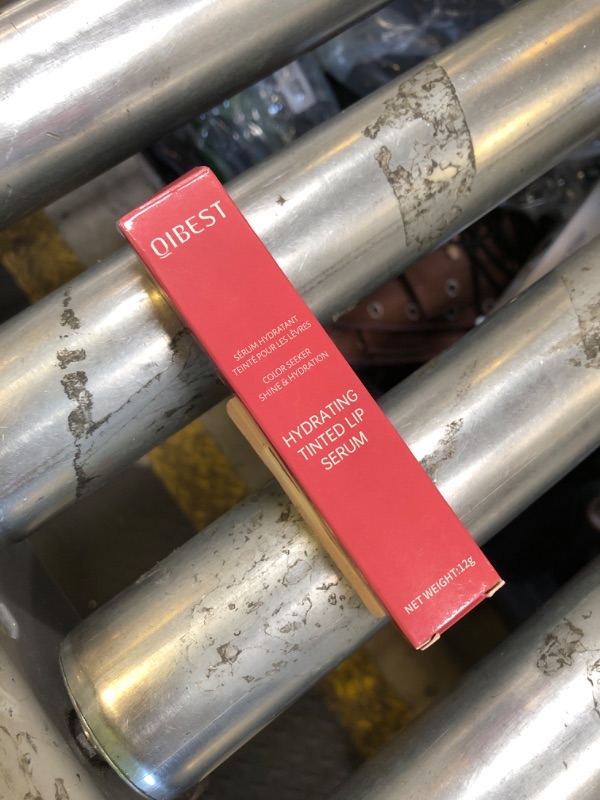 QIBEST
SÉRUM HYDRATANT
TEINTÉ POUR LES LÈVRES
COLOR SEEKER
SHINE & HYDRATION
HYDRATING
TINTED LIP
SERUM
NET WEIGHT:12g